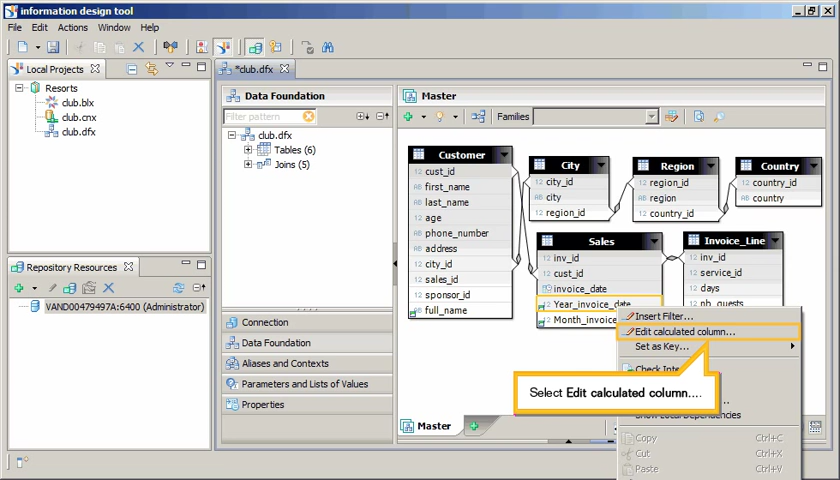 information design tool
File Edit Actions Window Help
Local Projects
Resorts
club.blx
club.cnx
club.dfx
Repository Resources
VAND00479497A:6400 (Administrator)
*club.dfx
Data Foundation
Filter pattern
club.dfx
Tables (6)
Joins (5)
Connection
Data Foundation
Aliases and Contexts
Parameters and Lists of Values
Properties
Master
Families
Customer
cust_id
first_name
last_name
age
phone_number
address
city_id
sales_id
sponsor_id
full_name
City
city_id
city
region_id
Region
region_id
region
country_id
Country
country_id
country
Sales
inv_id
cust_id
invoice_date
Year_invoice_date
Month_invoice
Invoice_Line
inv_id
service_id
days
nb_guests
Insert Filter...
Edit calculated column...
Set as Key...
Check Inte
Select Edit calculated column....
Show Local Dependencies
Copy Ctrl+C
Cut Ctrl+X
Paste Ctrl+V
Master